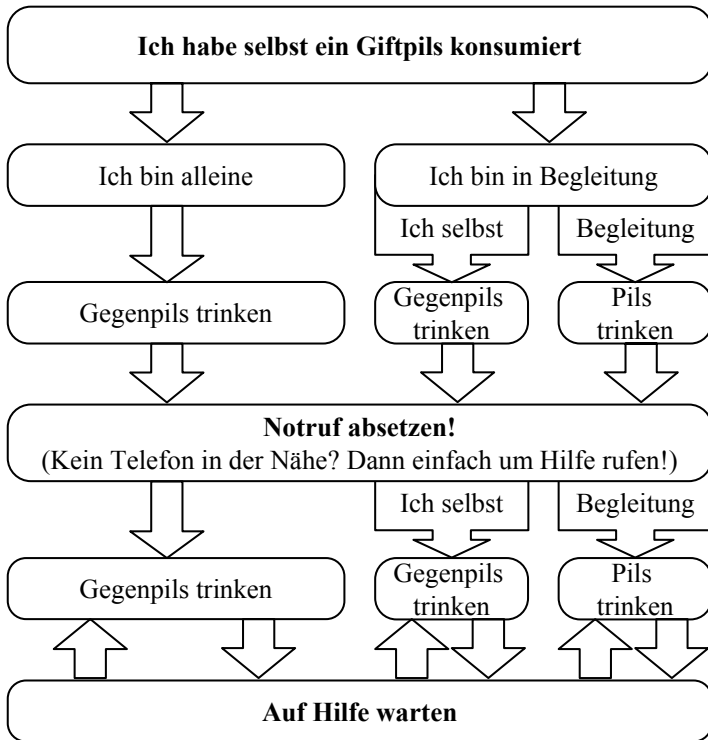 Ich habe selbst ein Giftpils konsumiert
Ich bin alleine
Ich bin in Begleitung
Ich selbst
Begleitung
Gegenpils trinken
Gegenpils
trinken
Pils
trinken
Notruf absetzen!
(Kein Telefon in der Nähe? Dann einfach um Hilfe rufen!)
Ich selbst
Begleitung
Gegenpils trinken
Gegenpils
trinken
Pils
trinken
Auf Hilfe warten